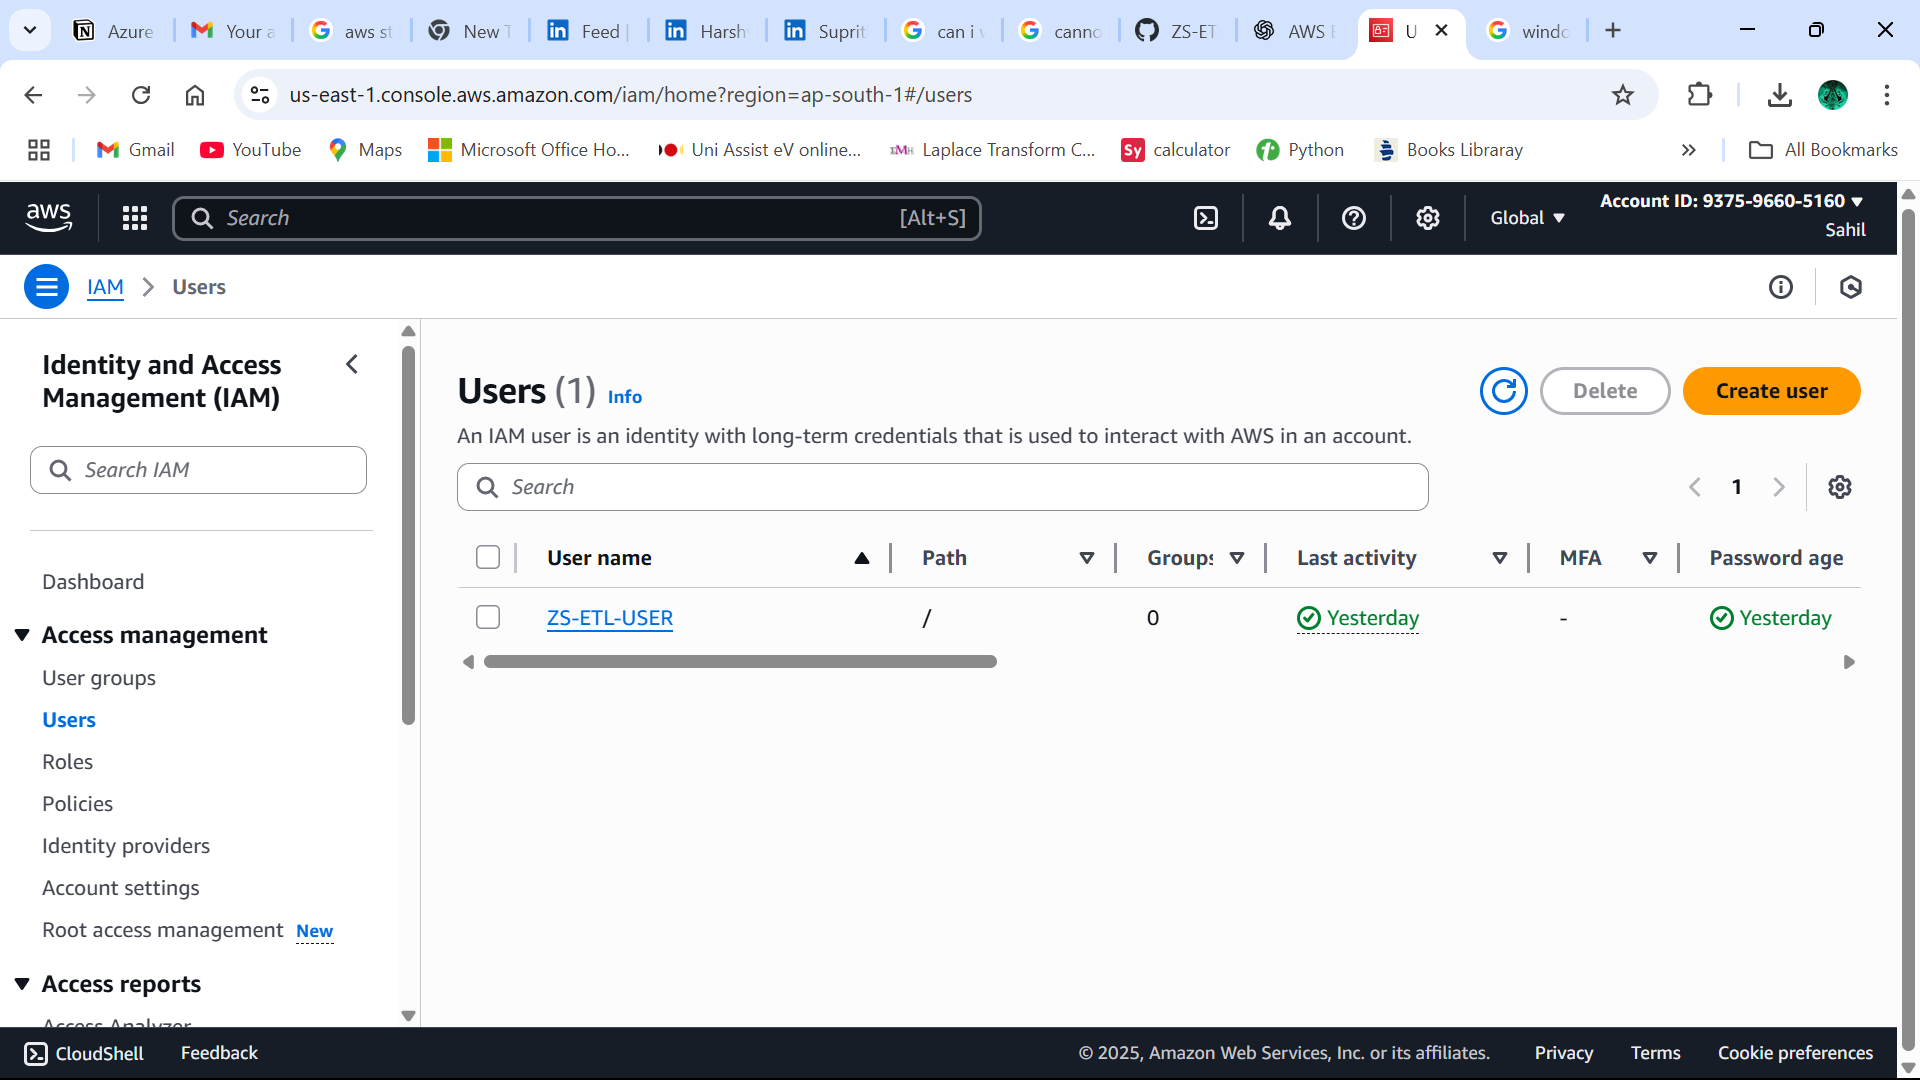 Azure
Your a
aws st
New T
Feed |
Harshv
Suprit
can i v
canno
ZS-ET
AWS E
U
windo
us-east-1.console.aws.amazon.com/iam/home?region=ap-south-1#/users
Gmail
YouTube
Maps
Microsoft Office Ho...
Uni Assist eV online...
Laplace Transform C...
Sy calculator
Python
Books Libraray
All Bookmarks
aws
Search
[Alt+S]
Global
Account ID: 9375-9660-5160
Sahil
IAM
Users
Identity and Access
Management (IAM)
Search IAM
Dashboard
Access management
User groups
Users
Roles
Policies
Identity providers
Account settings
Root access management New
Access reports
Access Analyzer
Users (1) Info
Delete
Create user
An IAM user is an identity with long-term credentials that is used to interact with AWS in an account.
Search
1
User name
Path
Groups
Last activity
MFA
Password age
ZS-ETL-USER
/
0
Yesterday
-
Yesterday
CloudShell
Feedback
© 2025, Amazon Web Services, Inc. or its affiliates.
Privacy
Terms
Cookie preferences